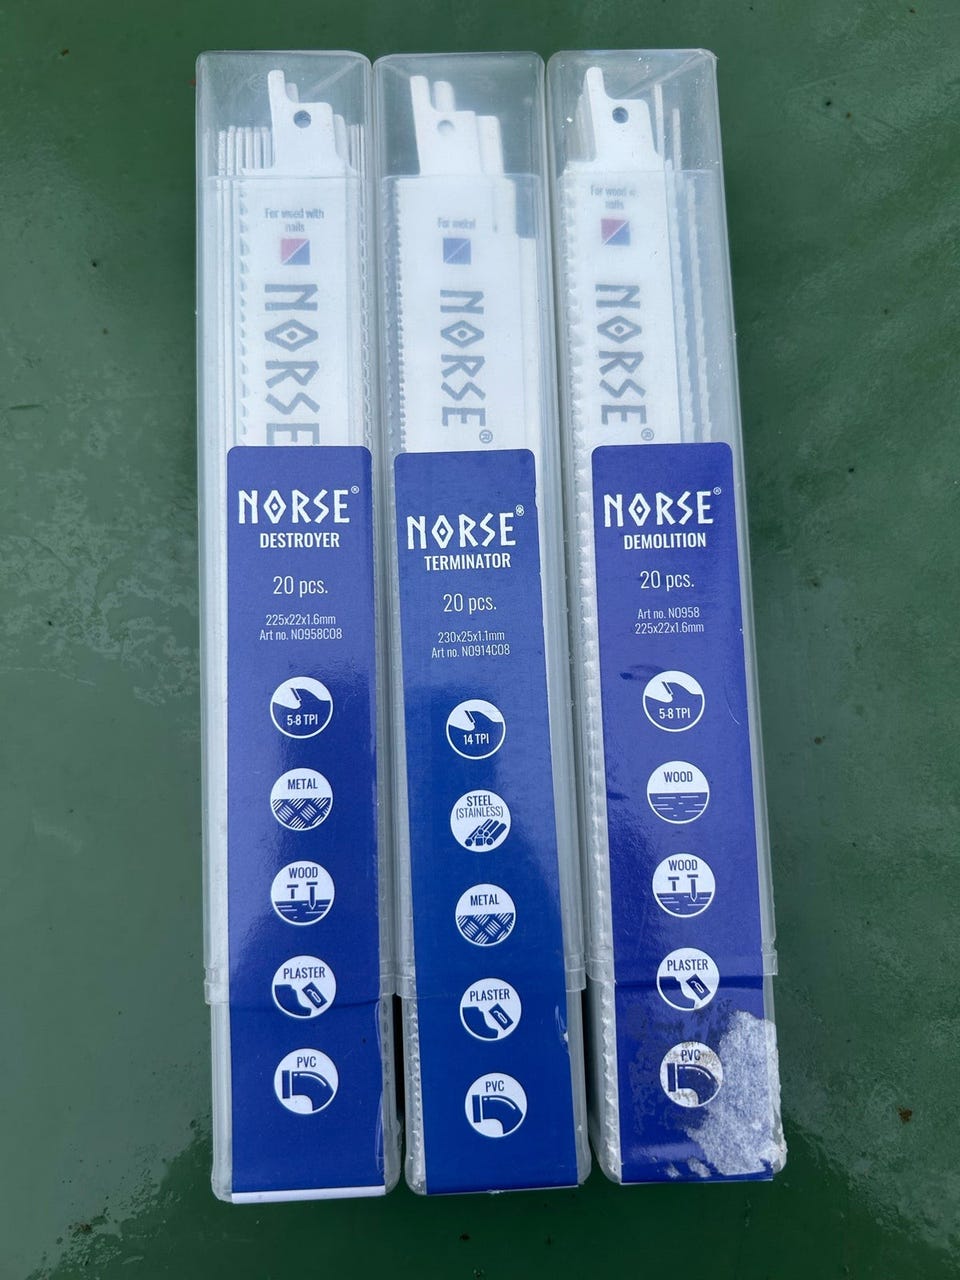 For wood with
nails
NORSE
NORSE®
DESTROYER
20 pcs.
225x22x1.6mm
Art no. NO958CO8
5-8 TPI
METAL
WOOD
PLASTER
PVC
For metal
NORSE®
NORSE®
TERMINATOR
20 pcs.
230x25x1.1mm
Art no. NO914CO8
14 TPI
STEEL
(STAINLESS)
METAL
PLASTER
PVC
For wood w
nails
NORSE®
NORSE®
DEMOLITION
20 pcs.
Art no. NO958
225x22x1.6mm
5-8 TPI
WOOD
WOOD
PLASTER
PVC